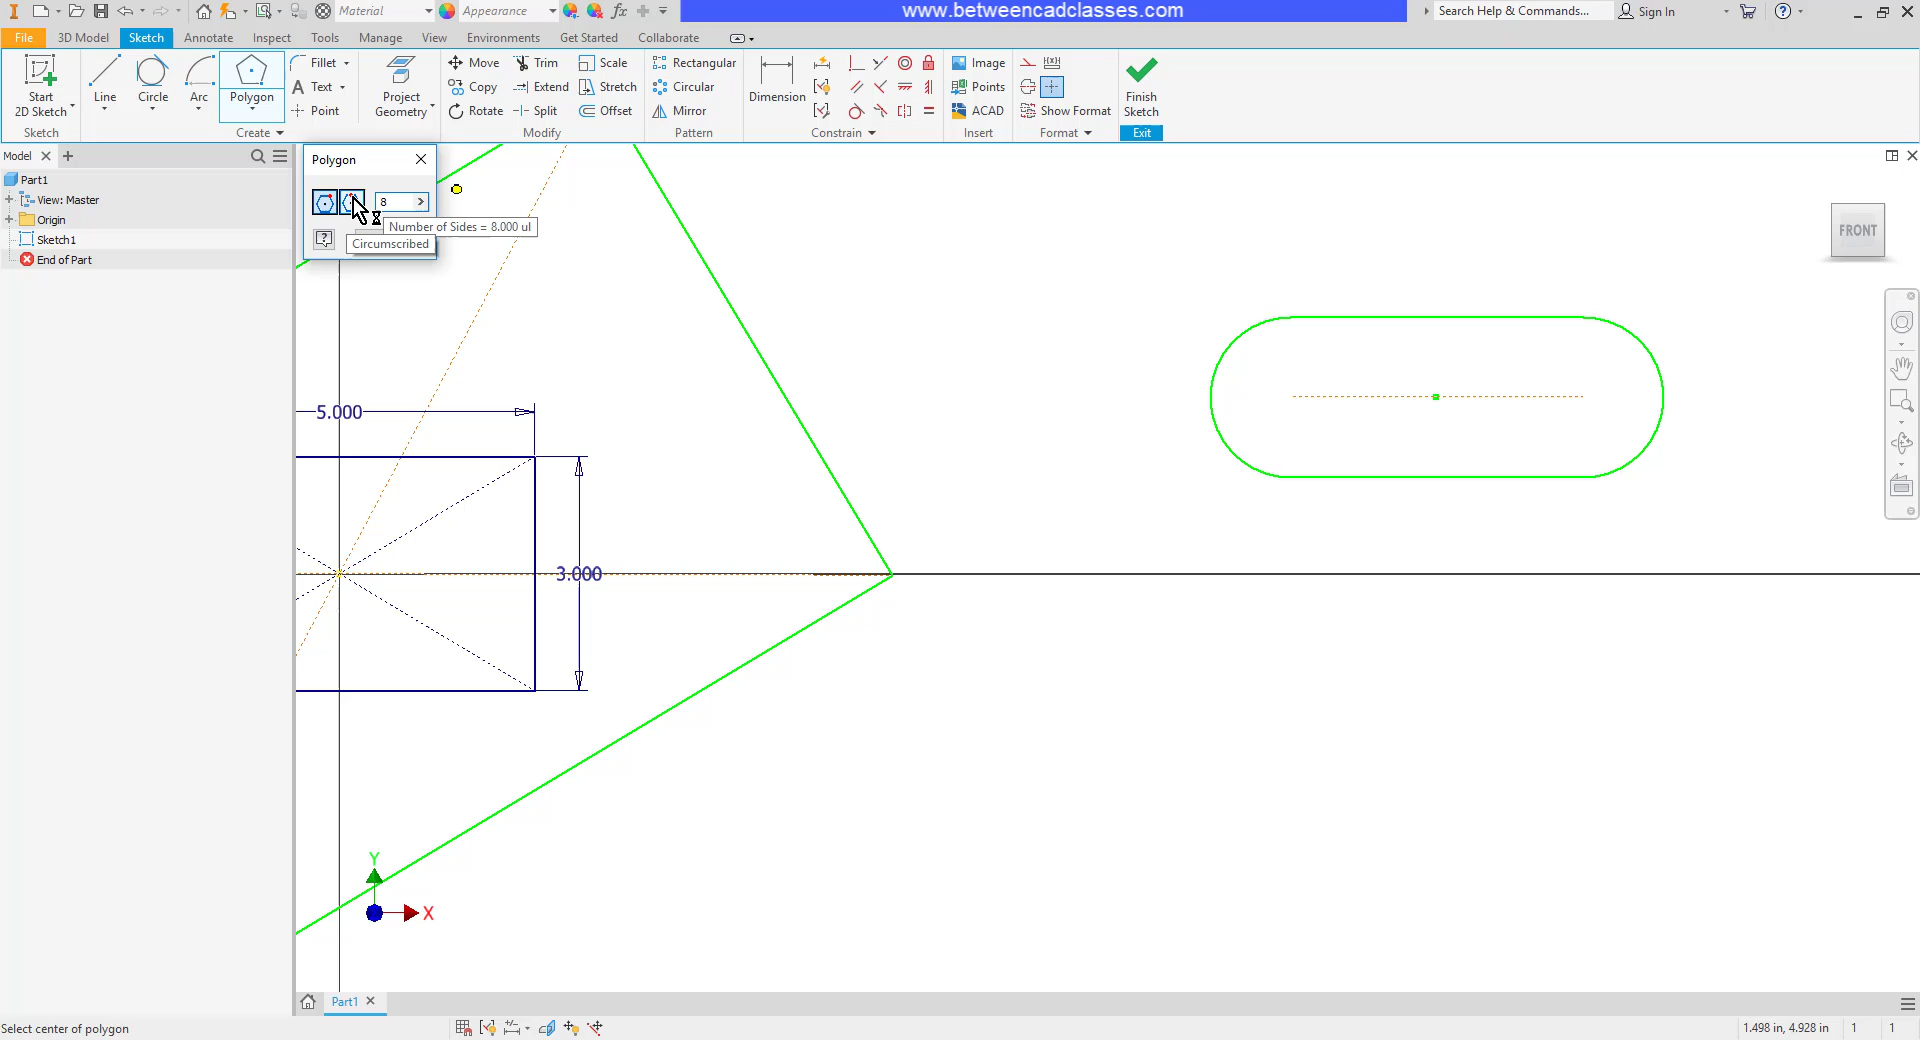 Material
Appearance
www.betweencadclasses.com
Search Help & Commands...
Sign In
File
3D Model
Sketch
Annotate
Inspect
Tools
Manage
View
Environments
Get Started
Collaborate
Start
2D Sketch
Line
Circle
Arc
Polygon
Fillet
Text
Point
Project
Geometry
Move
Copy
Rotate
Trim
Extend
Split
Scale
Stretch
Offset
Rectangular
Circular
Mirror
Dimension
Image
Points
ACAD
Show Format
Finish
Sketch
Sketch
Create
Modify
Pattern
Constrain
Insert
Format
Exit
Model
Part1
View: Master
Origin
Sketch1
End of Part
Polygon
8
Number of Sides = 8.000 ul
Circumscribed
FRONT
5.000
3.000
Y
X
Part1
Select center of polygon
1.498 in, 4.928 in
1
1